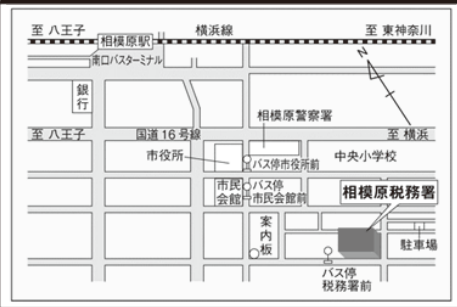 至 八王子
横浜線
至 東神奈川
相模原駅
南口バスターミナル
N
銀行
相模原警察署
至 八王子
国道16号線
至 横浜
市役所
バス停市役所前
中央小学校
市民会館
バス停
市民会館前
相模原税務署
案内板
駐車場
バス停
税務署前